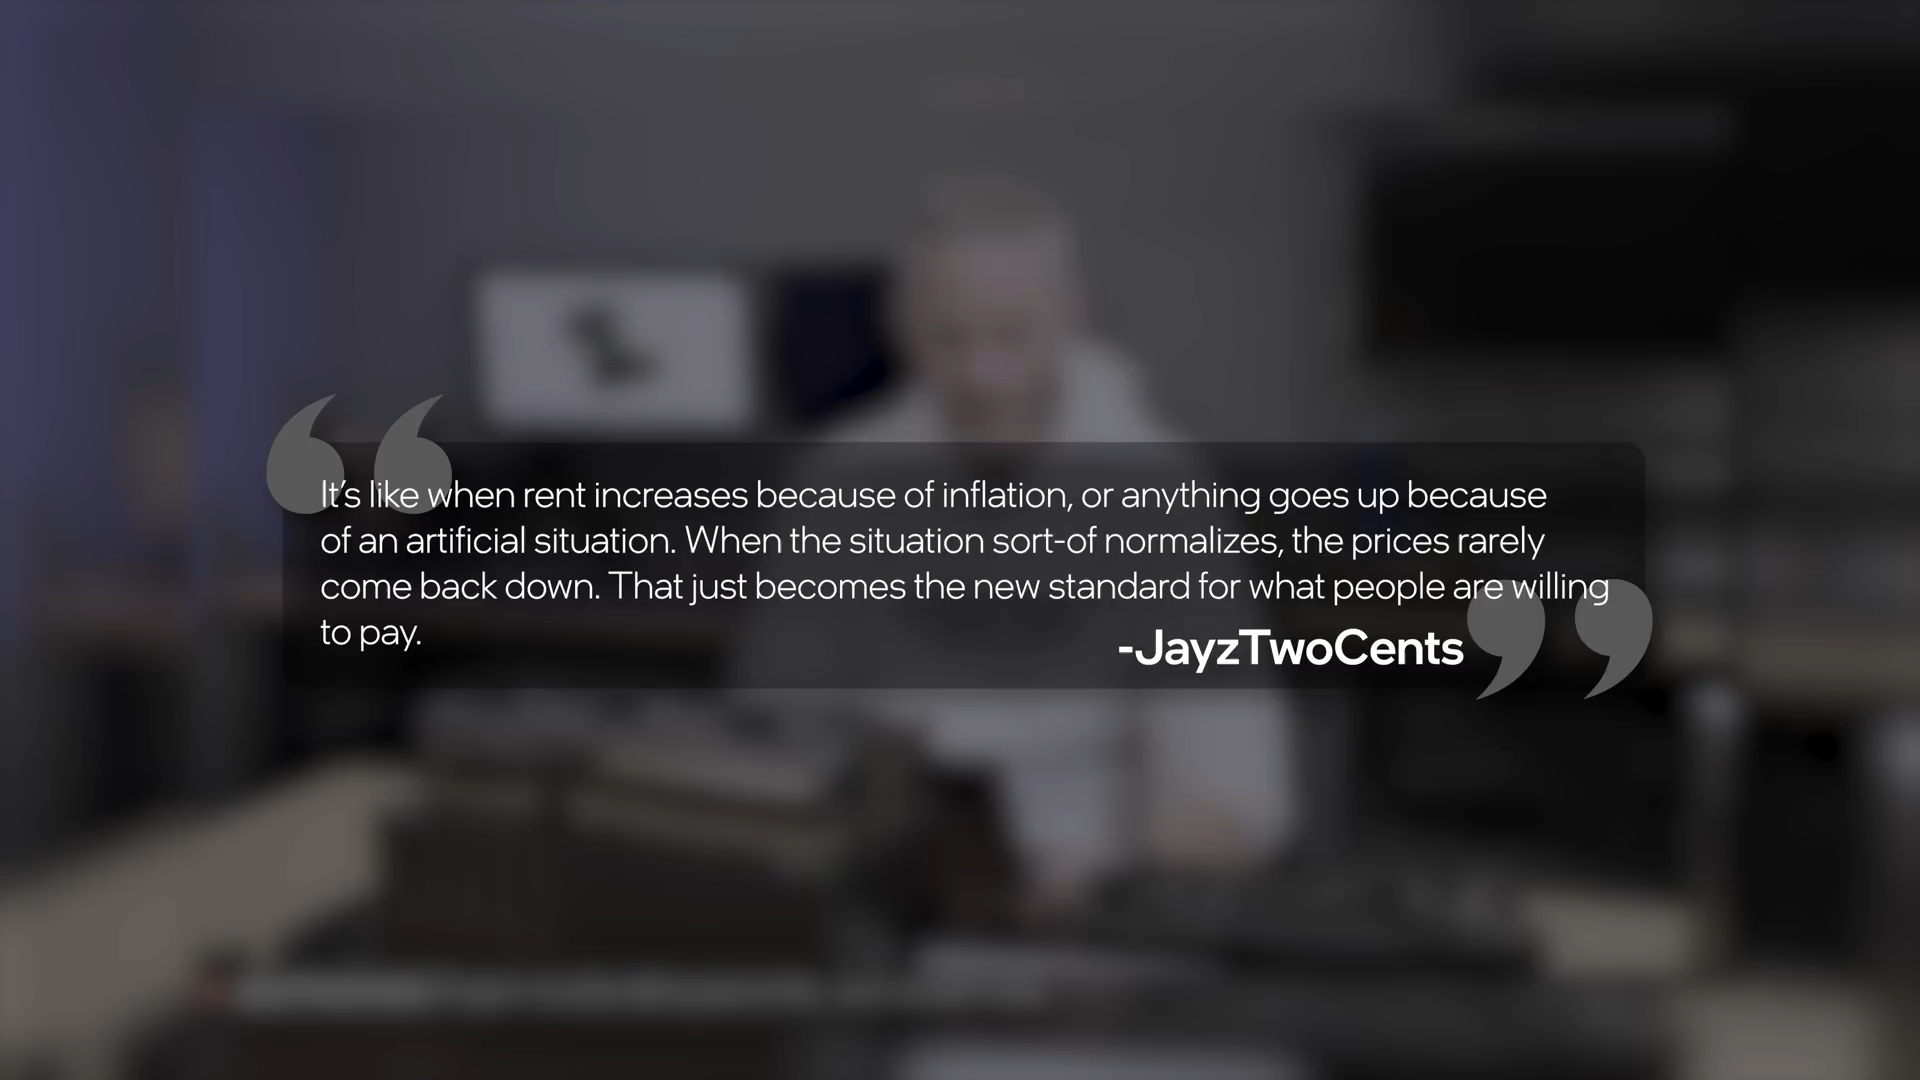 It's like when rent increases because of inflation, or anything goes up because
of an artificial situation. When the situation sort-of normalizes, the prices rarely
come back down. That just becomes the new standard for what people are willing
to pay.
-JayzTwoCents